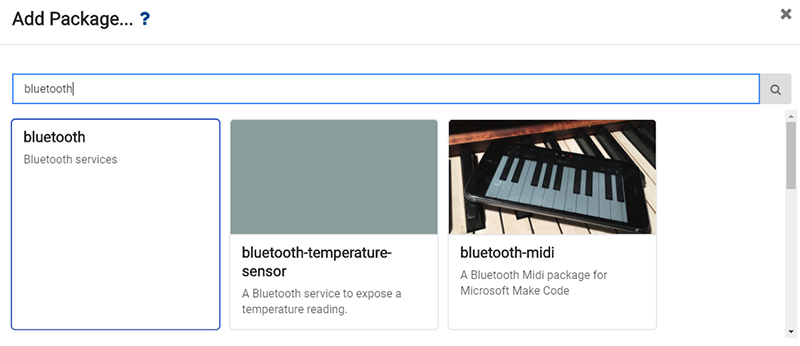 Add Package... ?
bluetooth
bluetooth
Bluetooth services
bluetooth-temperature-
sensor
A Bluetooth service to expose a
temperature reading.
bluetooth-midi
A Bluetooth Midi package for
Microsoft Make Code